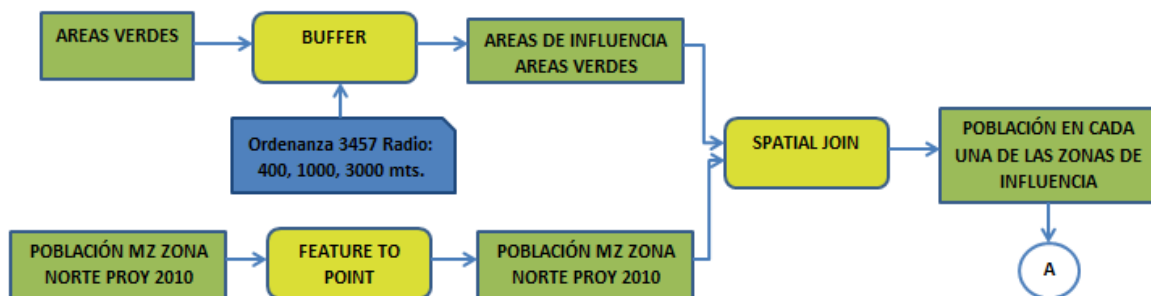 AREAS VERDES
BUFFER
AREAS DE INFLUENCIA
AREAS VERDES
Ordenanza 3457 Radio:
400, 1000, 3000 mts.
SPATIAL JOIN
POBLACIÓN EN CADA
UNA DE LAS ZONAS DE
INFLUENCIA
POBLACIÓN MZ ZONA
NORTE PROY 2010
FEATURE TO
POINT
POBLACIÓN MZ ZONA
NORTE PROY 2010
A